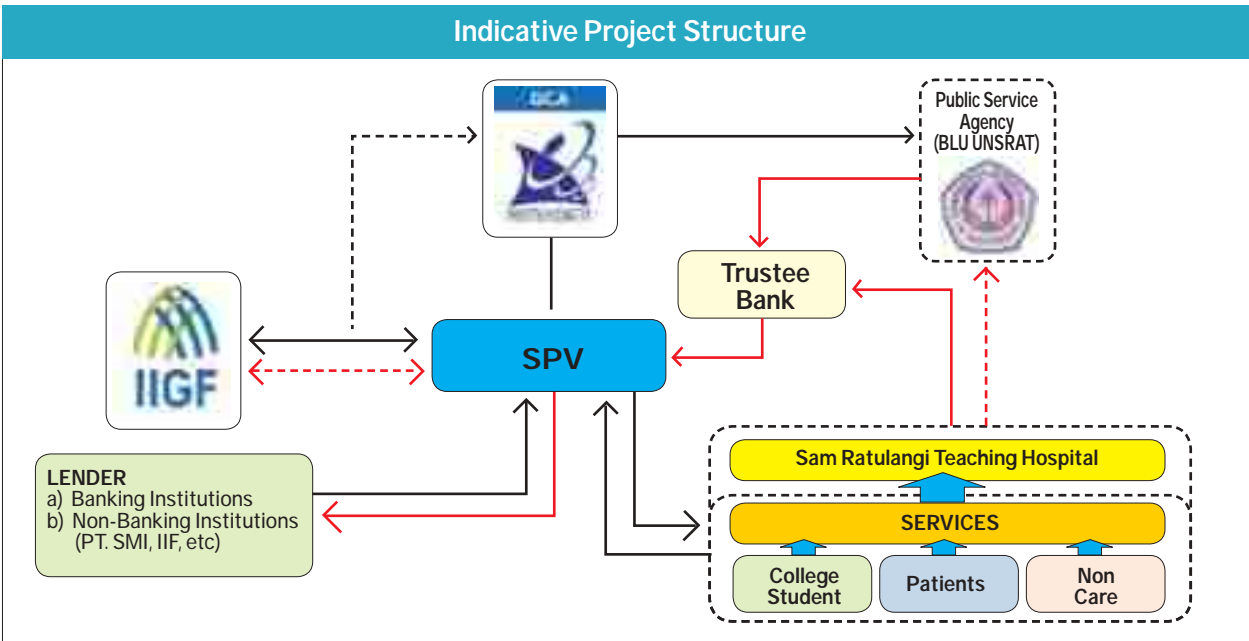 Indicative Project Structure
GCA
Public Service
Agency
(BLU UNSRAT)
Trustee
Bank
IIGF
SPV
LENDER
a) Banking Institutions
b) Non-Banking Institutions
(PT. SMI, IIF, etc)
Sam Ratulangi Teaching Hospital
SERVICES
College
Student
Patients
Non
Care